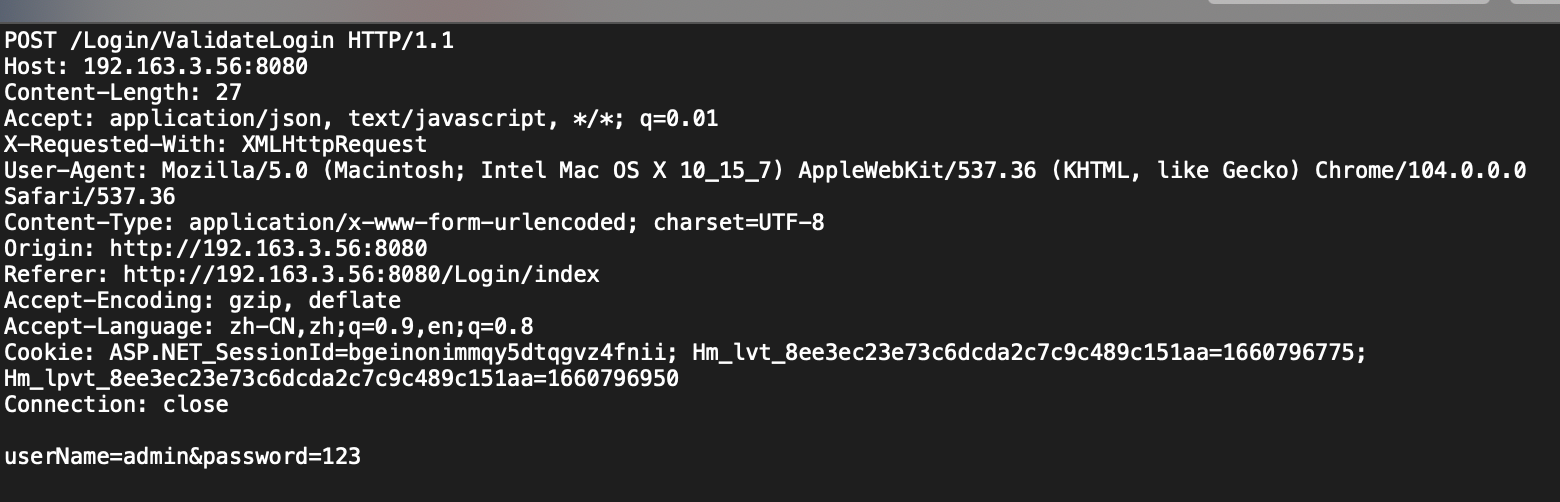 POST /Login/ValidateLogin HTTP/1.1
Host: 192.163.3.56:8080
Content-Length: 27
Accept: application/json, text/javascript, */*; q=0.01
X-Requested-With: XMLHttpRequest
User-Agent: Mozilla/5.0 (Macintosh; Intel Mac OS X 10_15_7) AppleWebKit/537.36 (KHTML, like Gecko) Chrome/104.0.0.0
Safari/537.36
Content-Type: application/x-www-form-urlencoded; charset=UTF-8
Origin: http://192.163.3.56:8080
Referer: http://192.163.3.56:8080/Login/index
Accept-Encoding: gzip, deflate
Accept-Language: zh-CN,zh;q=0.9,en;q=0.8
Cookie: ASP.NET_SessionId=bgeinonimmqy5dtqgvz4fnii; Hm_lvt_8ee3ec23e73c6dcda2c7c9c489c151aa=1660796775;
Hm_lpvt_8ee3ec23e73c6dcda2c7c9c489c151aa=1660796950
Connection: close

userName=admin&password=123